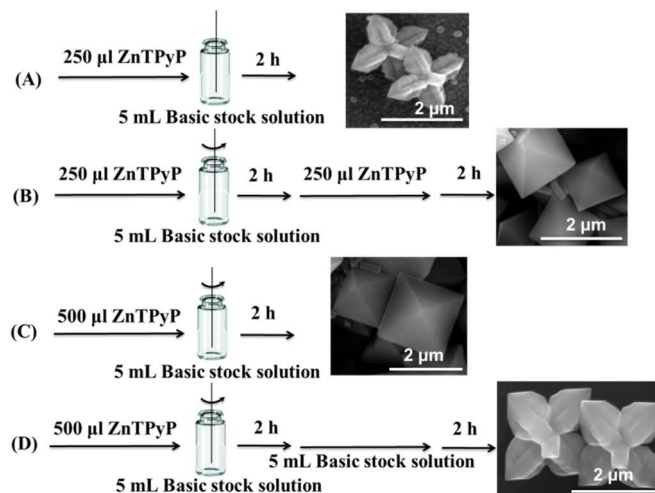 250 µl ZnTPyP 2 h
(A)
2 µm
5 mL Basic stock solution
250 µl ZnTPyP 2 h 250 µl ZnTPyP 2 h
(B)
2 µm
5 mL Basic stock solution
500 µl ZnTPyP 2 h
(C)
2 µm
5 mL Basic stock solution
500 µl ZnTPyP 2 h 2 h
(D)
5 mL Basic stock solution
2 µm
5 mL Basic stock solution